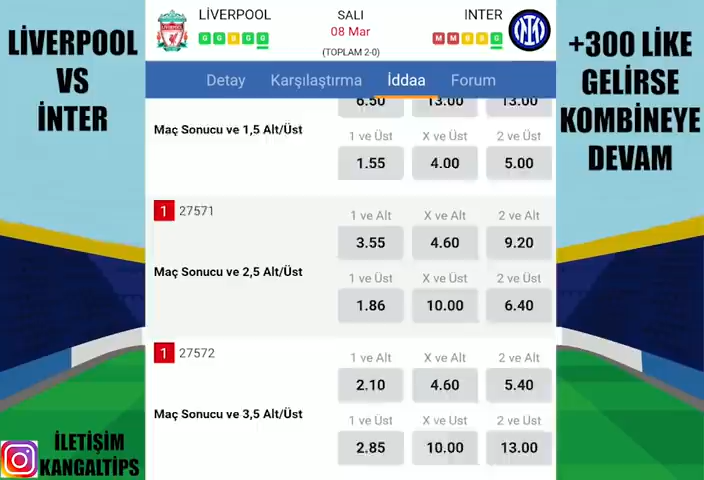 LİVERPOOL
VS
İNTER
LİVERPOOL
G G B G G
SALI
08 Mar
(TOPLAM 2-0)
INTER
M M B B G
+300 LİKE
GELİRSE
KOMBİNEYE
DEVAM
Detay Karşılaştırma İddaa Forum
6.50 13.00 13.00
Maç Sonucu ve 1,5 Alt/Üst
1 ve Üst X ve Üst 2 ve Üst
1.55 4.00 5.00
1 27571
1 ve Alt X ve Alt 2 ve Alt
3.55 4.60 9.20
Maç Sonucu ve 2,5 Alt/Üst
1 ve Üst X ve Üst 2 ve Üst
1.86 10.00 6.40
1 27572
1 ve Alt X ve Alt 2 ve Alt
2.10 4.60 5.40
Maç Sonucu ve 3,5 Alt/Üst
1 ve Üst X ve Üst 2 ve Üst
2.85 10.00 13.00
İLETİŞİM
KANGALTİPS